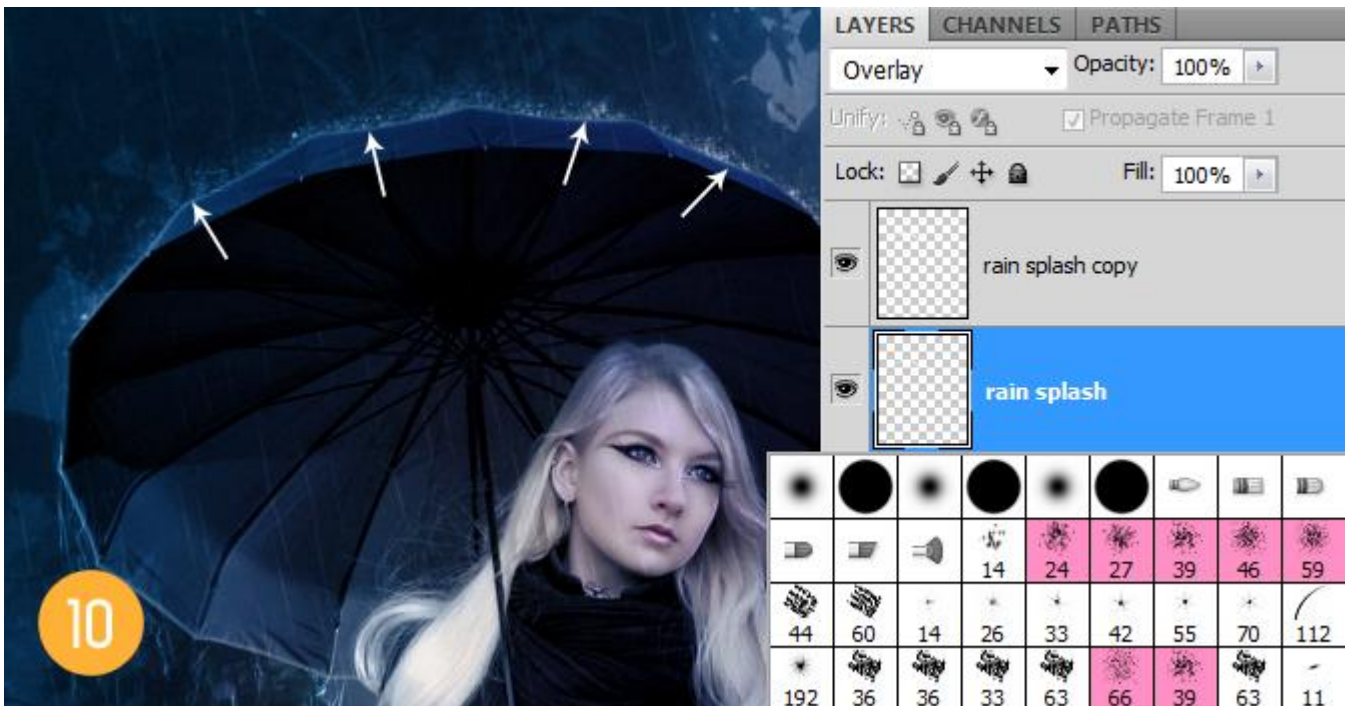 LAYERS CHANNELS PATHS
Overlay Opacity: 100%
Unify: Propagate Frame 1
Lock: Fill: 100%
rain splash copy
rain splash
14 24 27 39 46 59
44 60 14 26 33 42 55 70 112
192 36 36 33 63 66 39 63 11
10